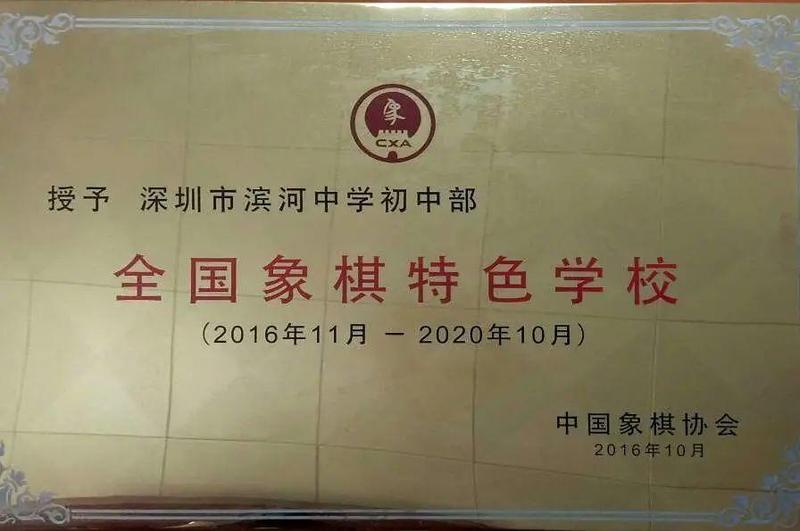 象
CXA
授予 深圳市滨河中学初中部
全国象棋特色学校
（2016年11月 — 2020年10月）
中国象棋协会
2016年10月